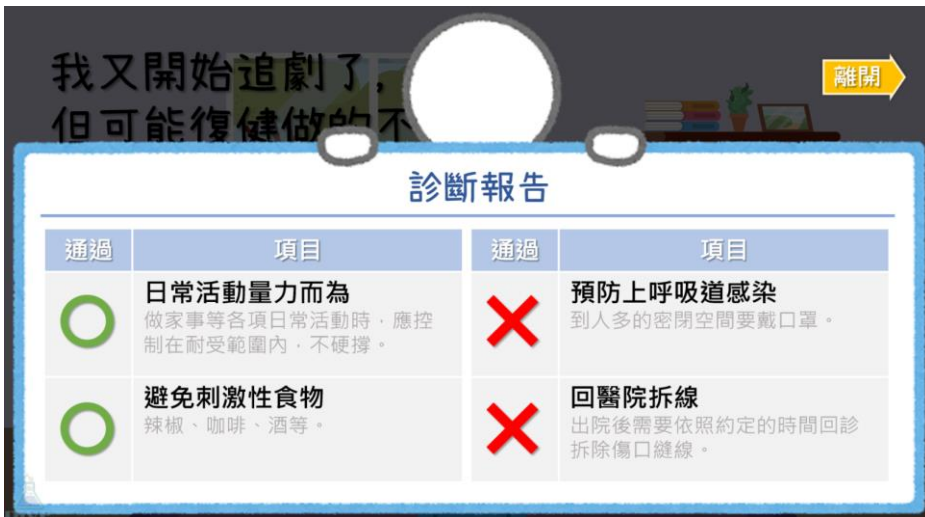 我又開始追劇了,
但可能復健做的不
離開
診斷報告
通過
項目
通過
項目
日常活動量力而為
做家事等各項日常活動時，應控
制在耐受範圍內，不硬撐。
預防上呼吸道感染
到人多的密閉空間要戴口罩。
避免刺激性食物
辣椒、咖啡、酒等。
回醫院拆線
出院後需要依照約定的時間回診
拆除傷口縫線。